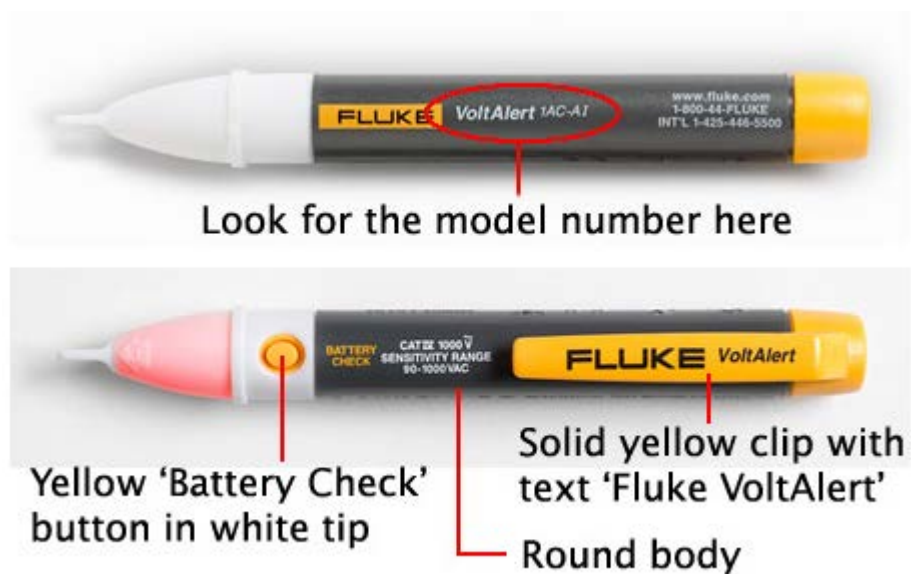 FLUKE VoltAlert 1AC-A1
www.fluke.com
1-800-44-FLUKE
INT'L 1-425-446-5500
Look for the model number here
BATTERY
CHECK
CAT IV 1000 V
SENSITIVITY RANGE
90-1000 VAC
FLUKE VoltAlert
Yellow ‘Battery Check’
button in white tip
Solid yellow clip with
text ‘Fluke VoltAlert’
Round body